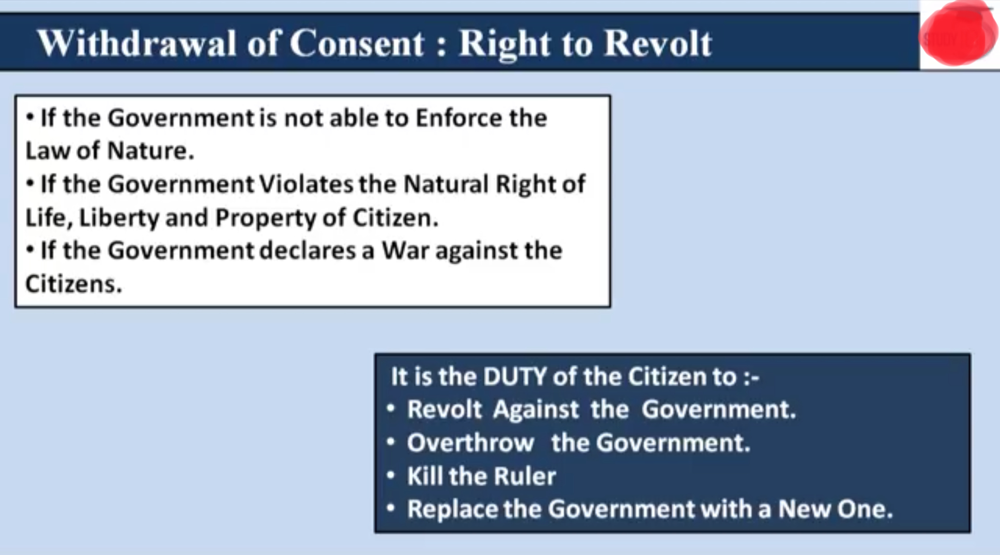 Withdrawal of Consent : Right to Revolt
• If the Government is not able to Enforce the
Law of Nature.
• If the Government Violates the Natural Right of
Life, Liberty and Property of Citizen.
• If the Government declares a War against the
Citizens.
It is the DUTY of the Citizen to :-
• Revolt Against the Government.
• Overthrow the Government.
• Kill the Ruler
• Replace the Government with a New One.